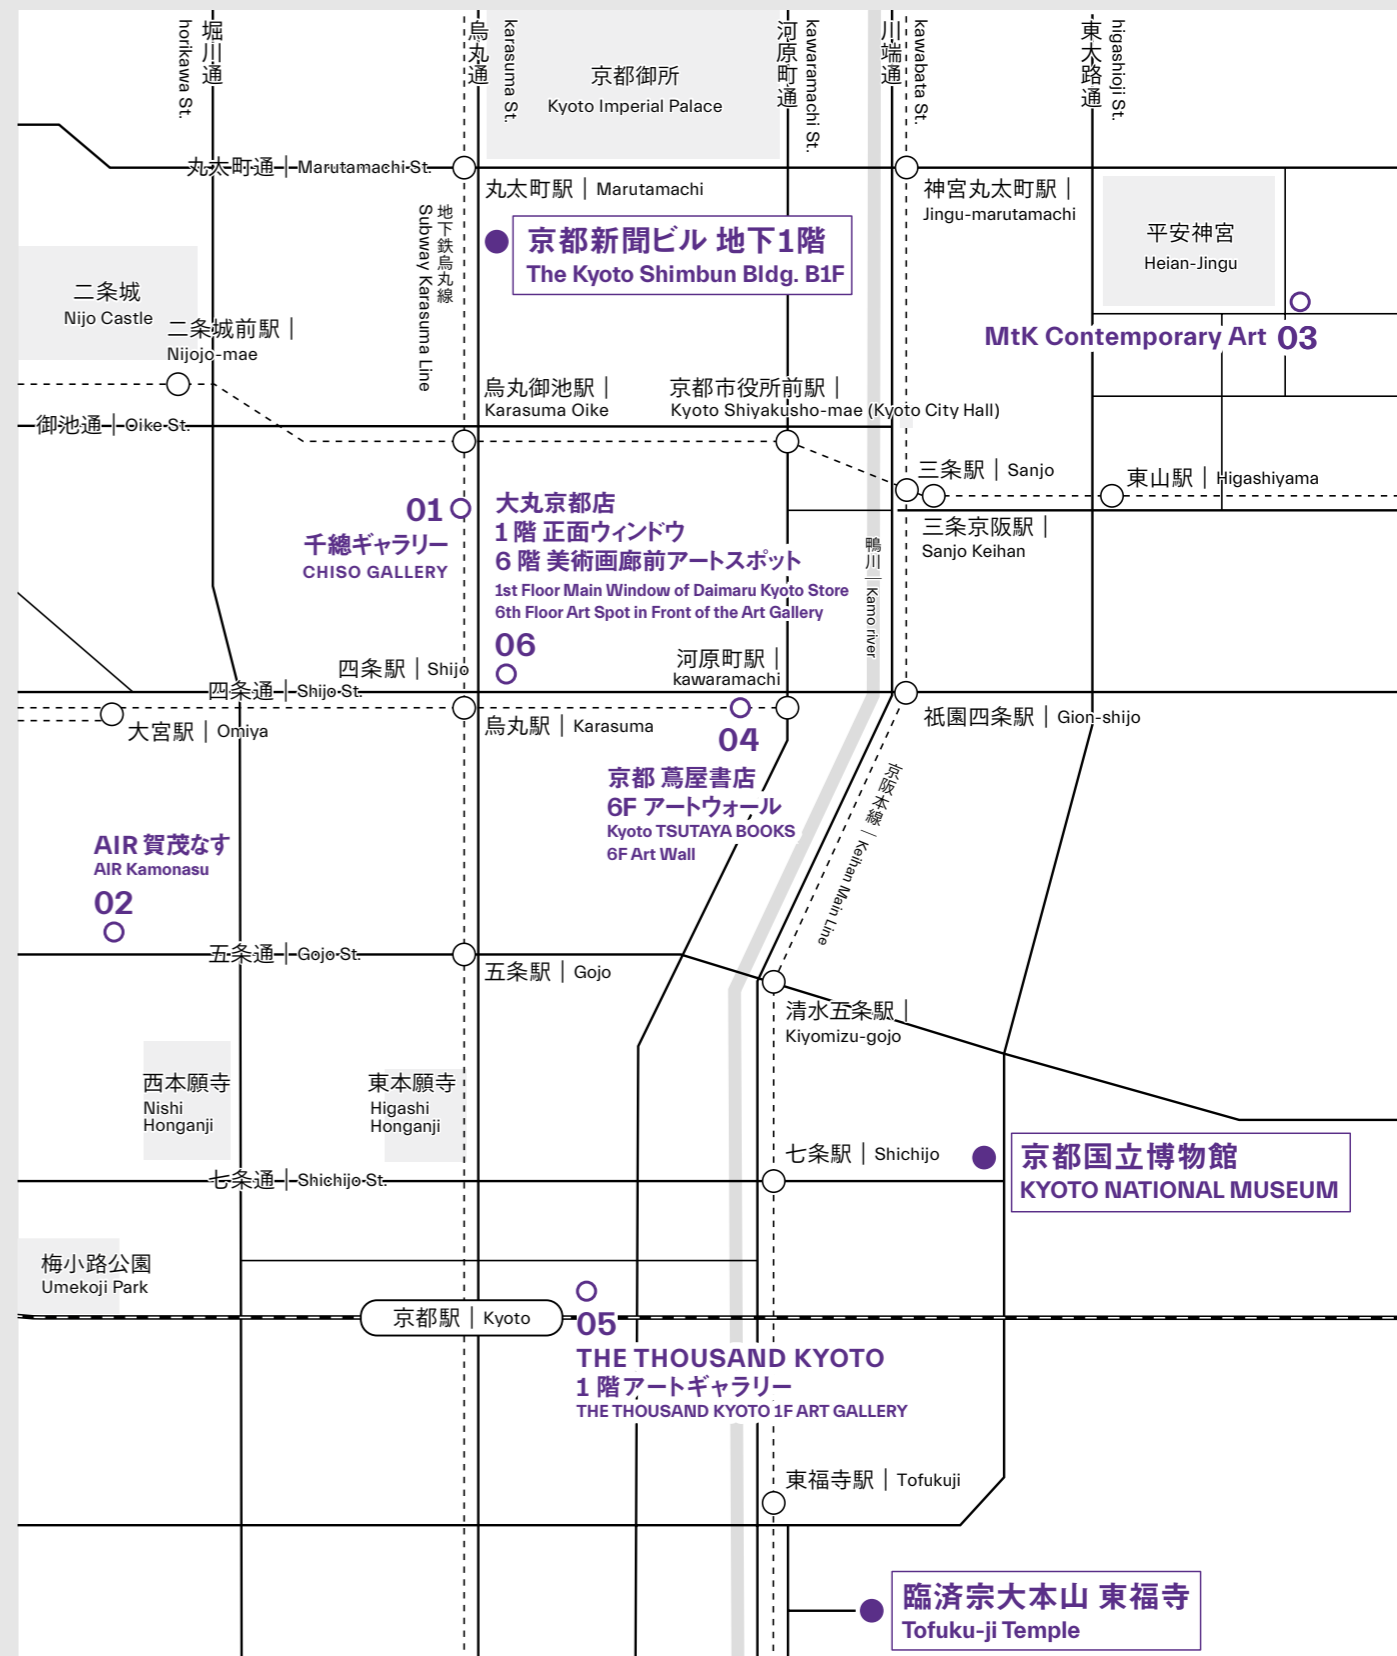 堀川通
horikawa St.
烏丸通
karasuma St.
京都御所
Kyoto Imperial Palace
河原町通
kawaramachi St.
川端通
kawabata St.
東大路通
higashioji St.
丸太町通｜Marutamachi St.
丸太町駅｜Marutamachi
神宮丸太町駅｜
Jingu-marutamachi
地下鉄烏丸線
Subway Karasuma Line
京都新聞ビル 地下1階
The Kyoto Shimbun Bldg. B1F
平安神宮
Heian-Jingu
二条城
Nijo Castle
二条城前駅｜
Nijojo-mae
MtK Contemporary Art 03
烏丸御池駅｜
Karasuma Oike
京都市役所前駅｜
Kyoto Shiyakusho-mae (Kyoto City Hall)
御池通｜Oike St.
三条駅｜Sanjo
東山駅｜Higashiyama
01
千總ギャラリー
CHISO GALLERY
大丸京都店
1 階 正面ウィンドウ
6 階 美術画廊前アートスポット
1st Floor Main Window of Daimaru Kyoto Store
6th Floor Art Spot in Front of the Art Gallery
06
三条京阪駅｜
Sanjo Keihan
鴨川｜Kamo river
四条駅｜Shijo
河原町駅｜
kawaramachi
四条通｜Shijo St.
大宮駅｜Omiya
烏丸駅｜Karasuma
04
京都 蔦屋書店
6F アートウォール
Kyoto TSUTAYA BOOKS
6F Art Wall
祇園四条駅｜Gion-shijo
京阪本線｜Keihan Main Line
AIR 賀茂なす
AIR Kamonasu
02
五条通｜Gojo St.
五条駅｜Gojo
清水五条駅｜
Kiyomizu-gojo
西本願寺
Nishi
Honganji
東本願寺
Higashi
Honganji
七条駅｜Shichijo
京都国立博物館
KYOTO NATIONAL MUSEUM
七条通｜Shichijo St.
梅小路公園
Umekoji Park
京都駅｜Kyoto
05
THE THOUSAND KYOTO
1 階アートギャラリー
THE THOUSAND KYOTO 1F ART GALLERY
東福寺駅｜Tofukuji
臨済宗大本山 東福寺
Tofuku-ji Temple